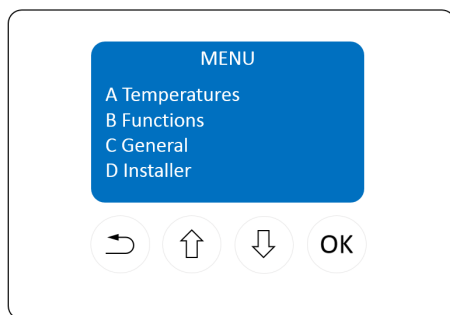 MENU
A Temperatures
B Functions
C General
D Installer
OK